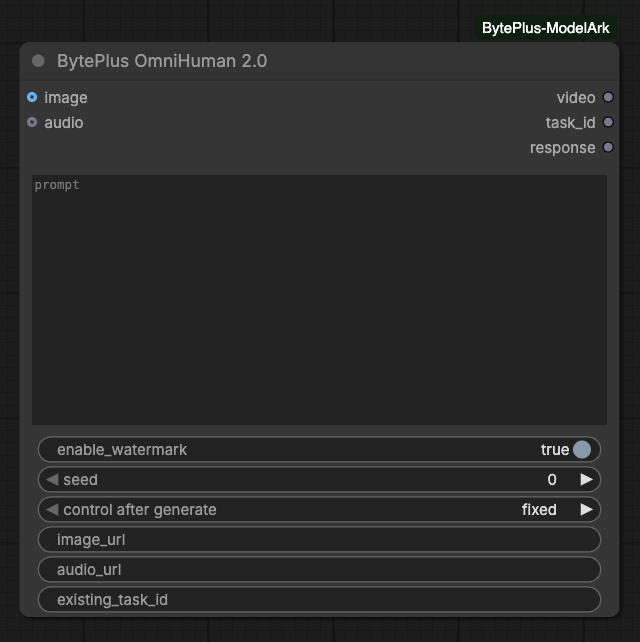 BytePlus-ModelArk
BytePlus OmniHuman 2.0
image video
audio task_id
response
prompt
enable_watermark true
seed 0
control after generate fixed
image_url
audio_url
existing_task_id